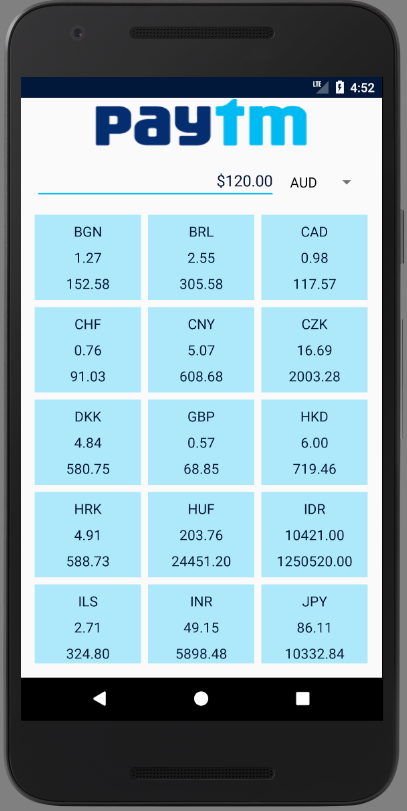 LTE 4:52
paytm
$120.00 AUD
BGN BRL CAD
1.27 2.55 0.98
152.58 305.58 117.57
CHF CNY CZK
0.76 5.07 16.69
91.03 608.68 2003.28
DKK GBP HKD
4.84 0.57 6.00
580.75 68.85 719.46
HRK HUF IDR
4.91 203.76 10421.00
588.73 24451.20 1250520.00
ILS INR JPY
2.71 49.15 86.11
324.80 5898.48 10332.84